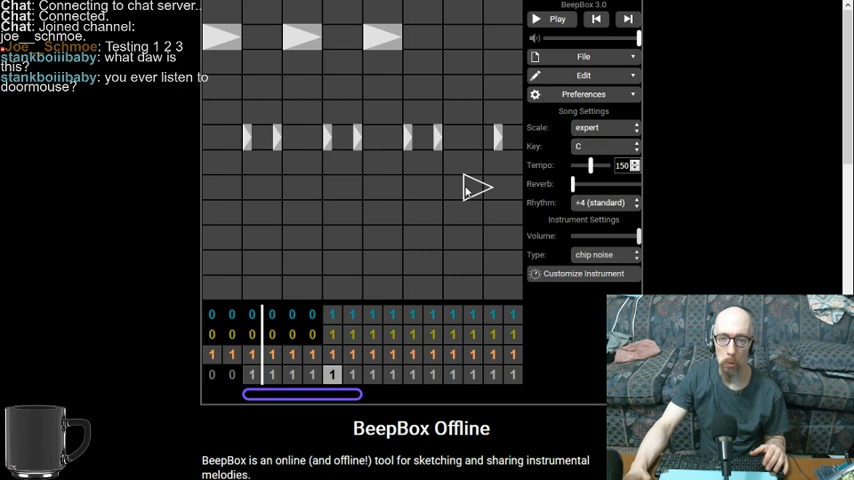 Chat: Connecting to chat server..
Chat: Connected.
Chat: Joined channel:
joe__schmoe.
Joe__Schmoe: Testing 1 2 3
stankboiiibaby: what daw is
this?
stankboiiibaby: you ever listen to
doormouse?
BeepBox 3.0
Play
File
Edit
Preferences
Song Settings
Scale: expert
Key: C
Tempo: 150
Reverb:
Rhythm: ÷4 (standard)
Instrument Settings
Volume:
Type: chip noise
Customize Instrument
0 0 0 0 0 0 1 1 1 1 1 1 1 1 1 1
0 0 0 0 0 0 1 1 1 1 1 1 1 1 1 1
1 1 1 1 1 1 1 1 1 1 1 1 1 1 1 1
0 0 1 1 1 1 1 1 1 1 1 1 1 1 1 1
BeepBox Offline
BeepBox is an online (and offline!) tool for sketching and sharing instrumental
melodies.